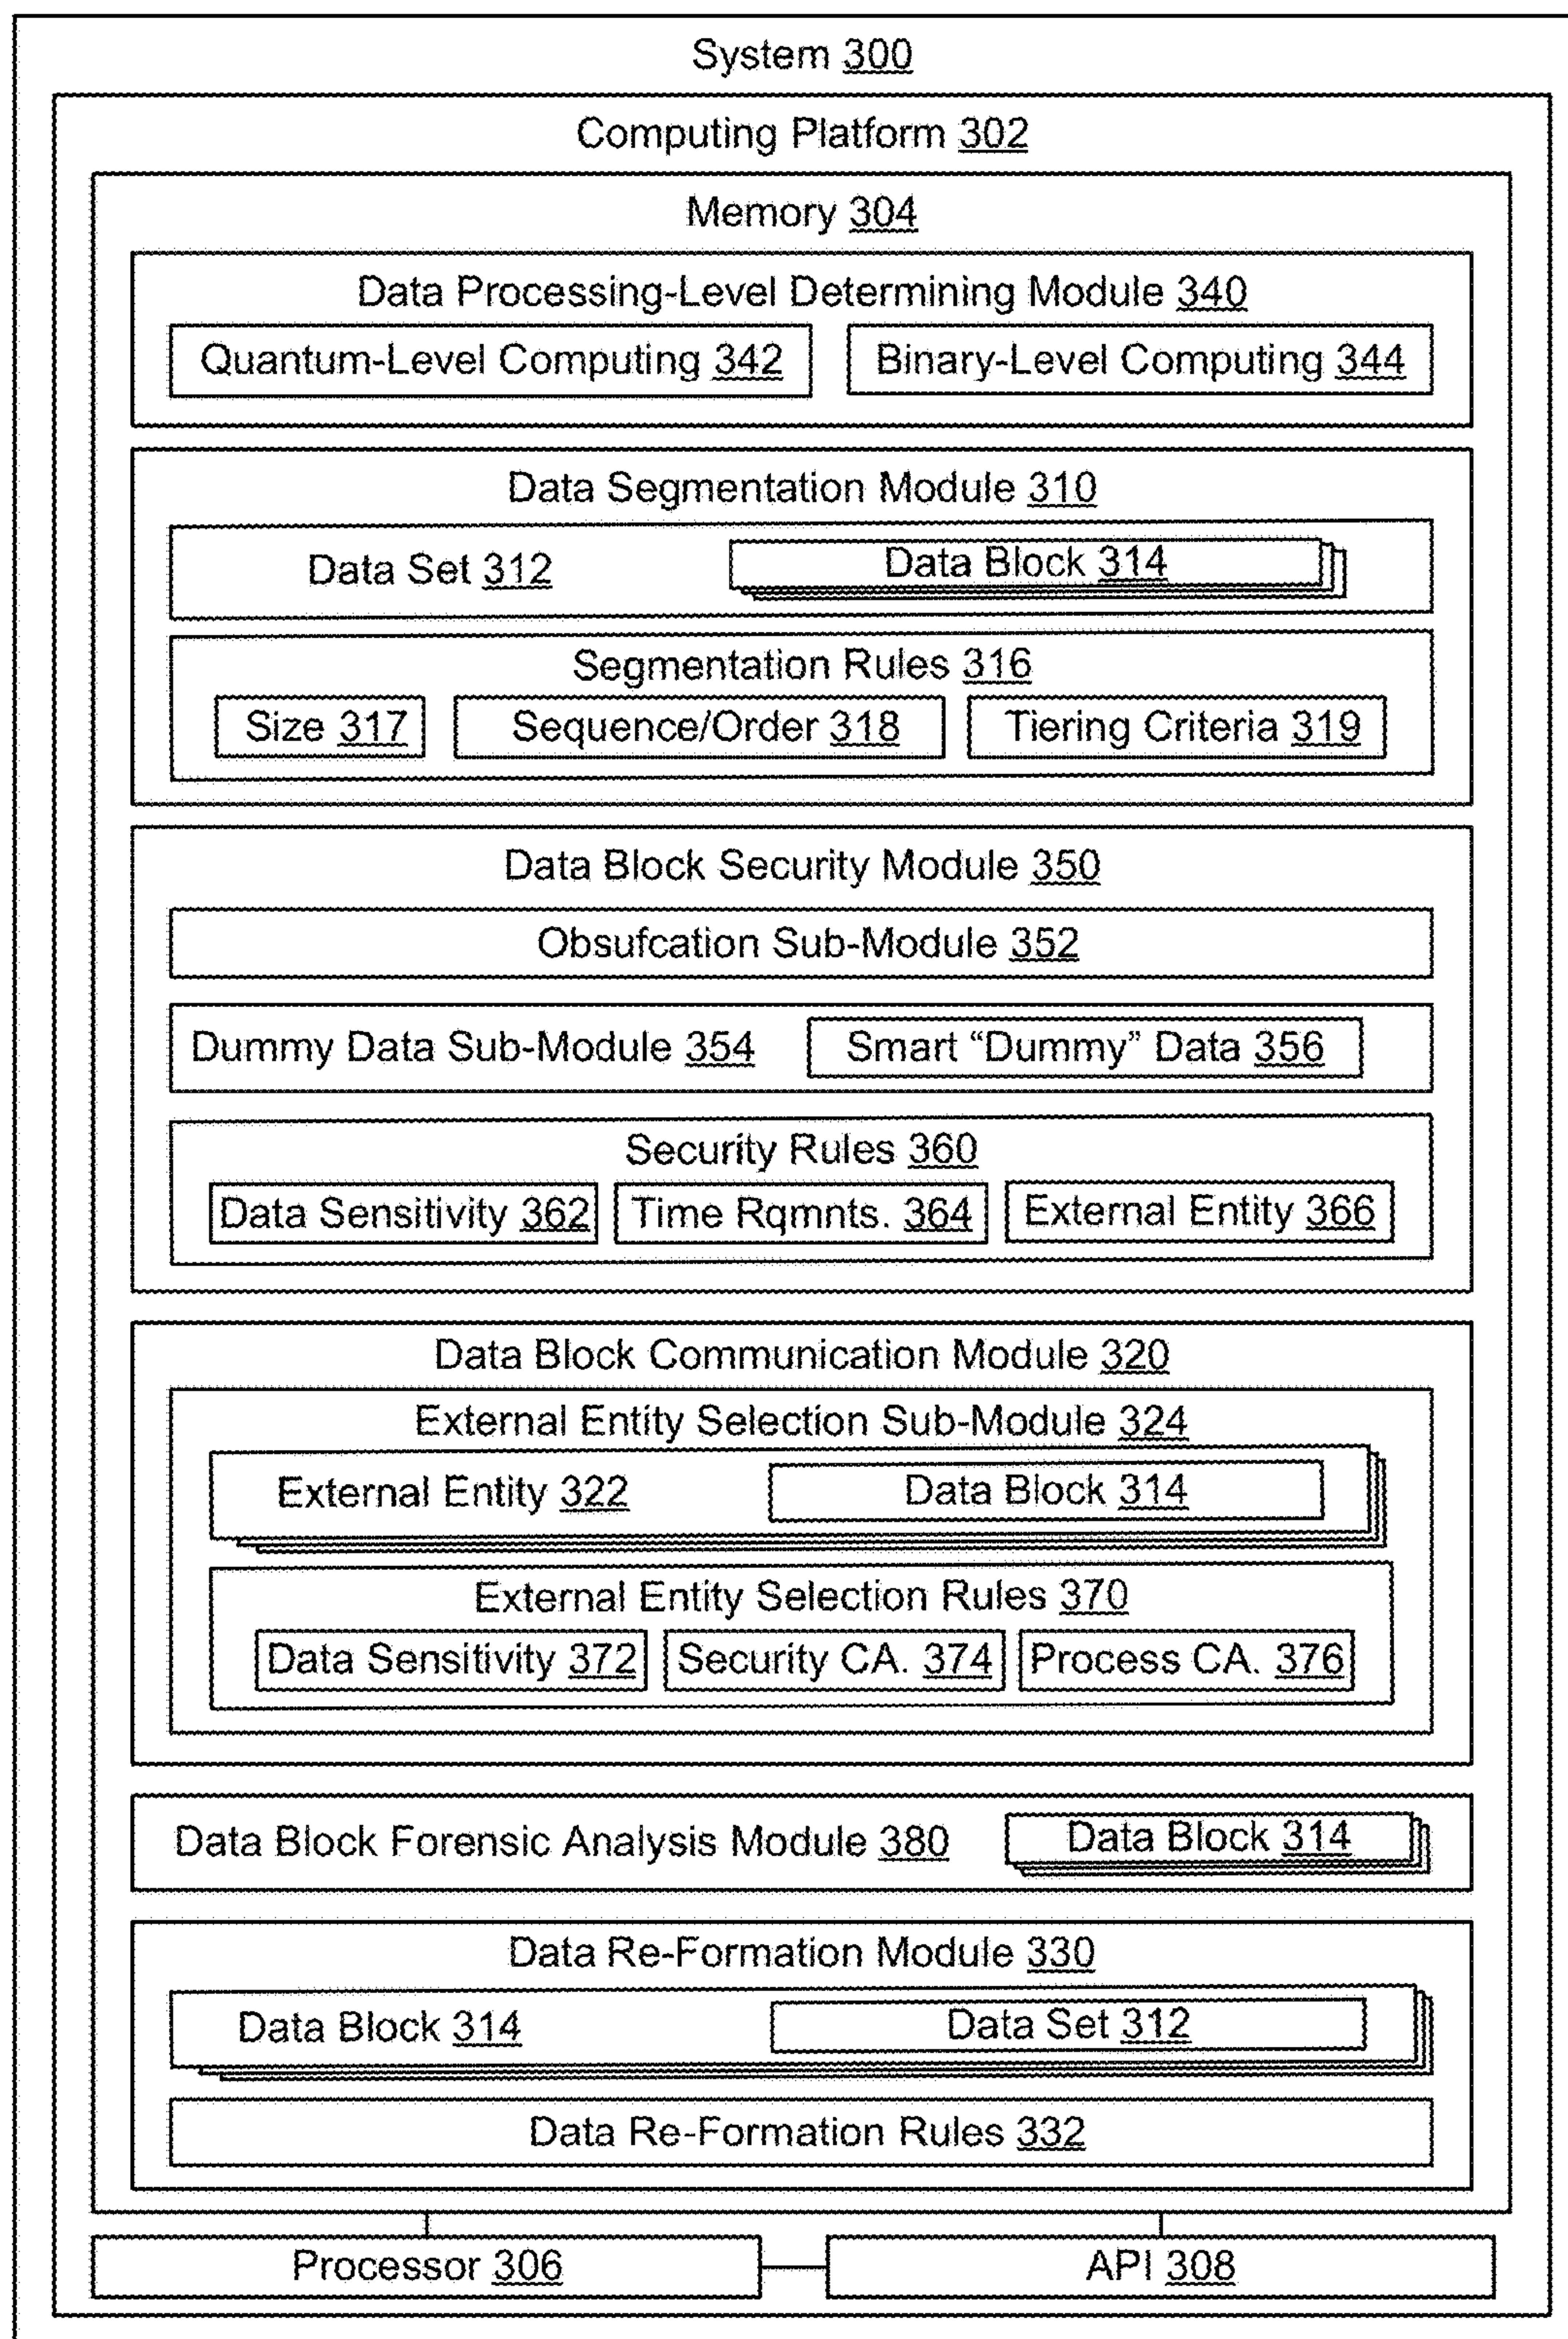 System 300
Computing Platform 302
Memory 304
Data Processing-Level Determining Module 340
Quantum-Level Computing 342 Binary-Level Computing 344
Data Segmentation Module 310
Data Set 312 Data Block 314
Segmentation Rules 316
Size 317 Sequence/Order 318 Tiering Criteria 319
Data Block Security Module 350
Obsufcation Sub-Module 352
Dummy Data Sub-Module 354 Smart “Dummy” Data 356
Security Rules 360
Data Sensitivity 362 Time Rqmnts. 364 External Entity 366
Data Block Communication Module 320
External Entity Selection Sub-Module 324
External Entity 322 Data Block 314
External Entity Selection Rules 370
Data Sensitivity 372 Security CA. 374 Process CA. 376
Data Block Forensic Analysis Module 380 Data Block 314
Data Re-Formation Module 330
Data Block 314 Data Set 312
Data Re-Formation Rules 332
Processor 306 API 308